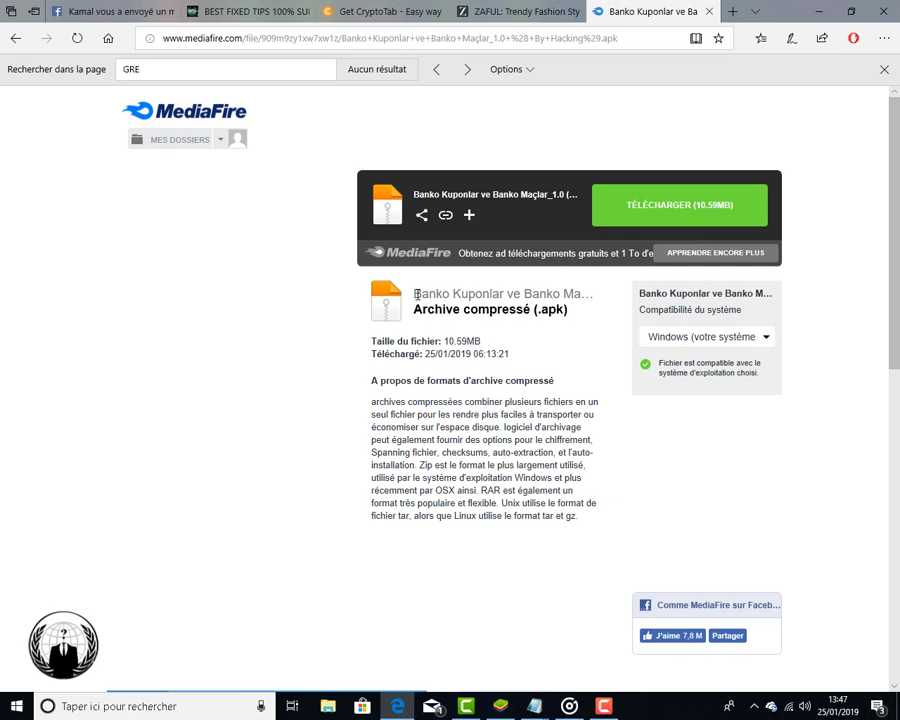 Kamal vous a envoyé un m
BEST FIXED TIPS 100% SUI
Get CryptoTab - Easy way
ZAFUL: Trendy Fashion Sty
Banko Kuponlar ve Ba
www.mediafire.com/file/909m9zy1xw7xw1z/Banko+Kuponlar+ve+Banko+Maçlar_1.0+%28+By+Hacking%29.apk
Rechercher dans la page
GRE
Aucun résultat
Options
MediaFire
MES DOSSIERS
Banko Kuponlar ve Banko Maçlar_1.0 (...
TÉLÉCHARGER (10.59MB)
MediaFire
Obtenez ad téléchargements gratuits et 1 To d'e
APPRENDRE ENCORE PLUS
Banko Kuponlar ve Banko Ma...
Archive compressé (.apk)
Taille du fichier: 10.59MB
Téléchargé: 25/01/2019 06:13:21
A propos de formats d'archive compressé
archives compressées combiner plusieurs fichiers en un
seul fichier pour les rendre plus faciles à transporter ou
économiser sur l'espace disque. logiciel d'archivage
peut également fournir des options pour le chiffrement,
Spanning fichier, checksums, auto-extraction, et l'auto-
installation. Zip est le format le plus largement utilisé,
utilisé par le système d'exploitation Windows et plus
récemment par OSX ainsi. RAR est également un
format très populaire et flexible. Unix utilise le format de
fichier tar, alors que Linux utilise le format tar et gz.
Banko Kuponlar ve Banko M...
Compatibilité du système
Windows (votre système
Fichier est compatible avec le
système d'exploitation choisi.
Comme MediaFire sur Faceb...
J'aime 7,8 M
Partager
Taper ici pour rechercher
13:47
25/01/2019
3